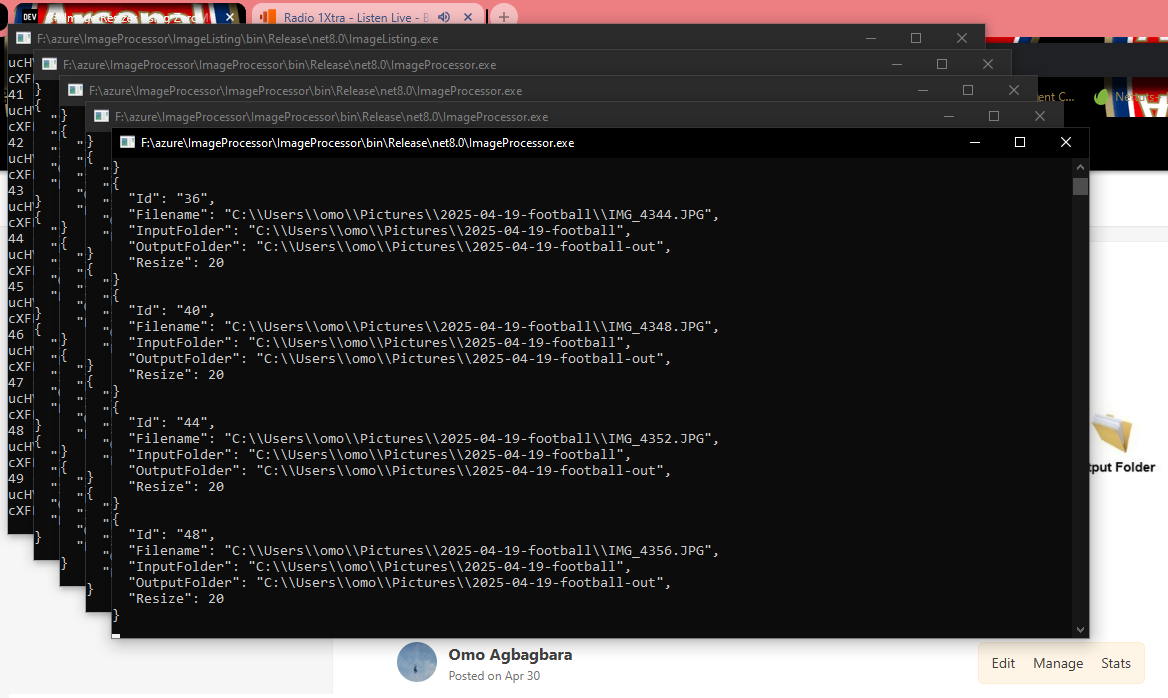 DEV
Image Resizer Using Zero
Radio 1Xtra - Listen Live - B
F:\azure\ImageProcessor\ImageListing\bin\Release\net8.0\ImageListing.exe
F:\azure\ImageProcessor\ImageProcessor\bin\Release\net8.0\ImageProcessor.exe
F:\azure\ImageProcessor\ImageProcessor\bin\Release\net8.0\ImageProcessor.exe
F:\azure\ImageProcessor\ImageProcessor\bin\Release\net8.0\ImageProcessor.exe
F:\azure\ImageProcessor\ImageProcessor\bin\Release\net8.0\ImageProcessor.exe
ent C...
ucH
cXF
41
ucH
cXF
42
ucH
cXF
43
ucH
cXF
44
ucH
cXF
45
ucH
cXF
46
ucH
cXF
47
ucH
cXF
48
ucH
cXF
49
ucH
cXF
}
{
"Id": "36",
"Filename": "C:\\Users\\omo\\Pictures\\2025-04-19-football\\IMG_4344.JPG",
"InputFolder": "C:\\Users\\omo\\Pictures\\2025-04-19-football",
"OutputFolder": "C:\\Users\\omo\\Pictures\\2025-04-19-football-out",
"Resize": 20
}
{
"Id": "40",
"Filename": "C:\\Users\\omo\\Pictures\\2025-04-19-football\\IMG_4348.JPG",
"InputFolder": "C:\\Users\\omo\\Pictures\\2025-04-19-football",
"OutputFolder": "C:\\Users\\omo\\Pictures\\2025-04-19-football-out",
"Resize": 20
}
{
"Id": "44",
"Filename": "C:\\Users\\omo\\Pictures\\2025-04-19-football\\IMG_4352.JPG",
"InputFolder": "C:\\Users\\omo\\Pictures\\2025-04-19-football",
"OutputFolder": "C:\\Users\\omo\\Pictures\\2025-04-19-football-out",
"Resize": 20
}
{
"Id": "48",
"Filename": "C:\\Users\\omo\\Pictures\\2025-04-19-football\\IMG_4356.JPG",
"InputFolder": "C:\\Users\\omo\\Pictures\\2025-04-19-football",
"OutputFolder": "C:\\Users\\omo\\Pictures\\2025-04-19-football-out",
"Resize": 20
}
put Folder
Omo Agbagbara
Posted on Apr 30
Edit Manage Stats